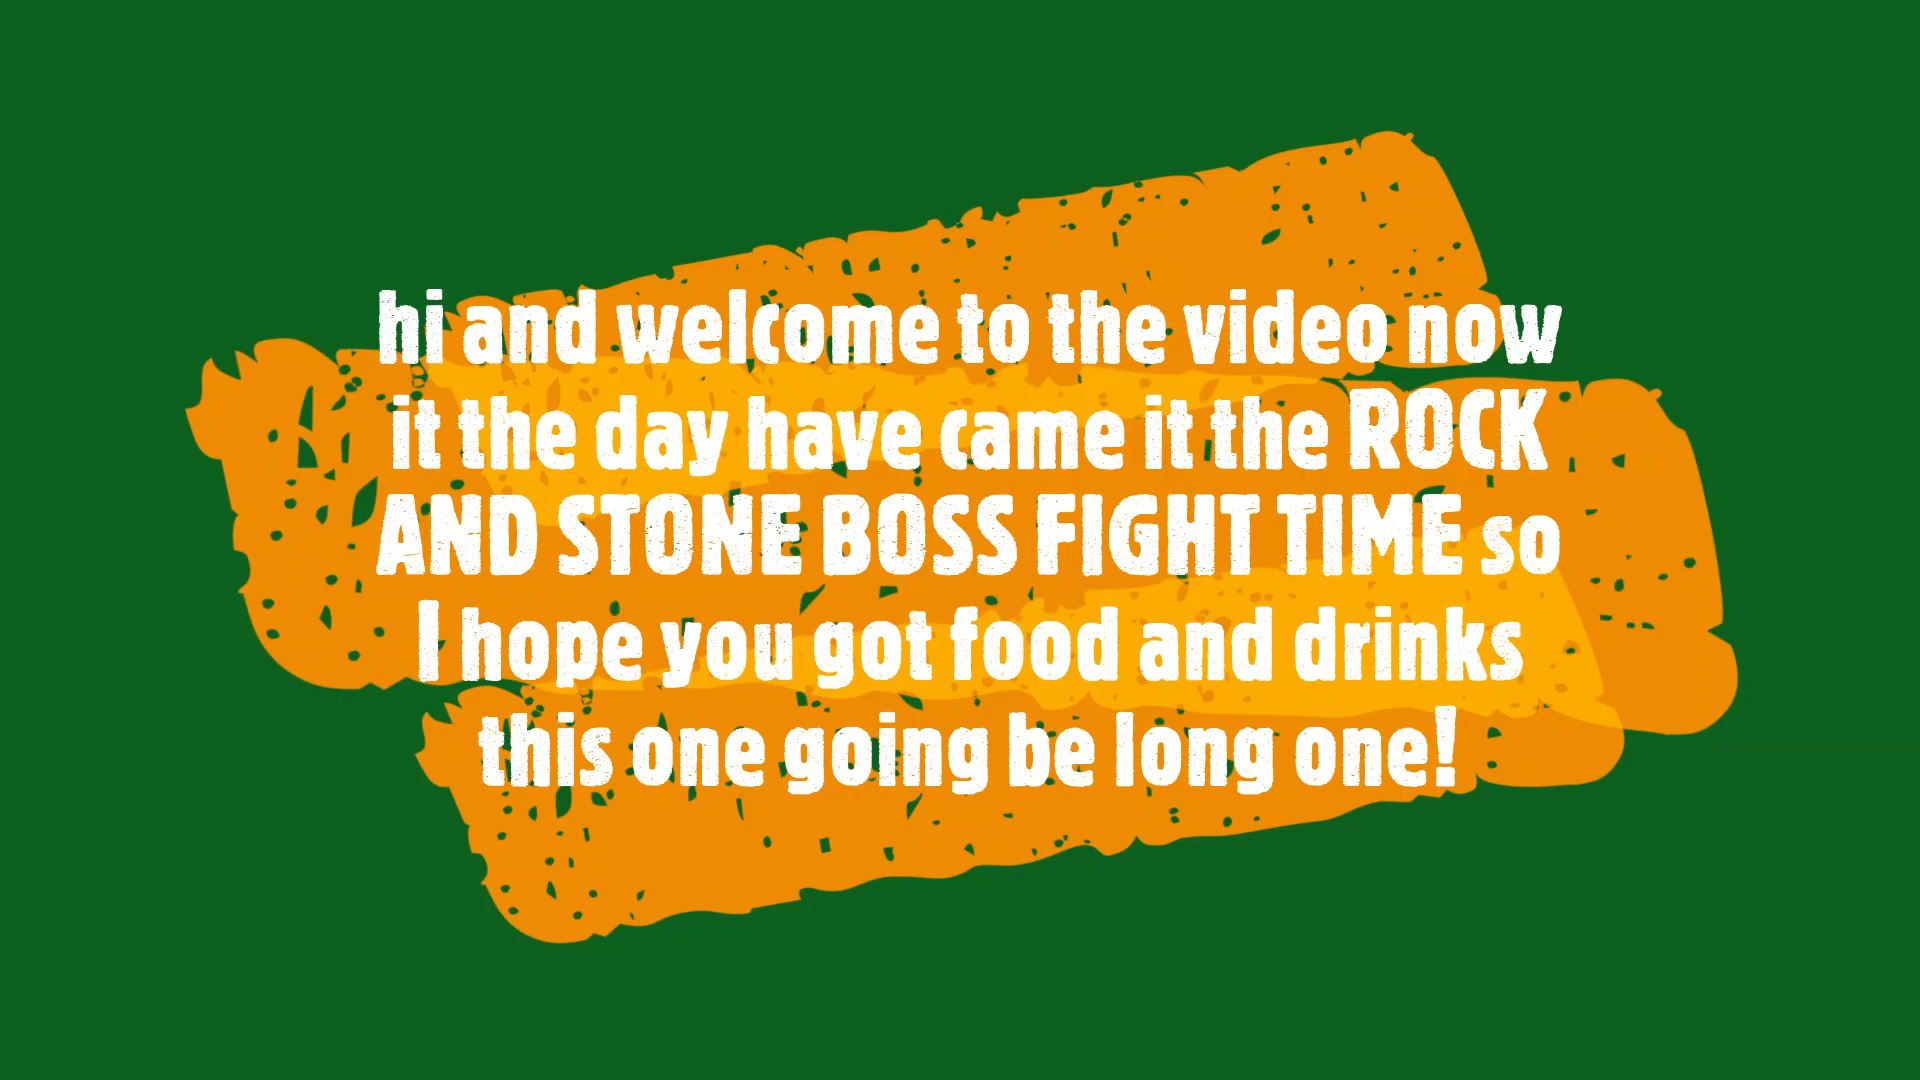 hi and welcome to the video now
it the day have came it the ROCK
AND STONE BOSS FIGHT TIME so
I hope you got food and drinks
this one going be long one!